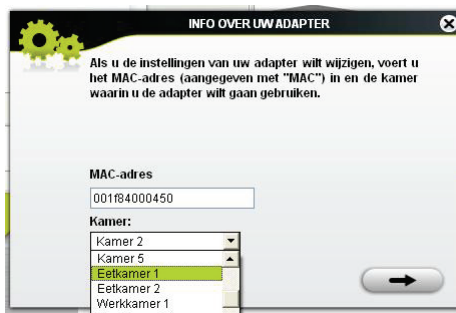 INFO OVER UW ADAPTER
Als u de instellingen van uw adapter wilt wijzigen, voert u
het MAC-adres (aangegeven met "MAC") in en de kamer
waarin u de adapter wilt gaan gebruiken.
MAC-adres
001f84000450
Kamer:
Kamer 2
Kamer 5
Eetkamer 1
Eetkamer 2
Werkkamer 1